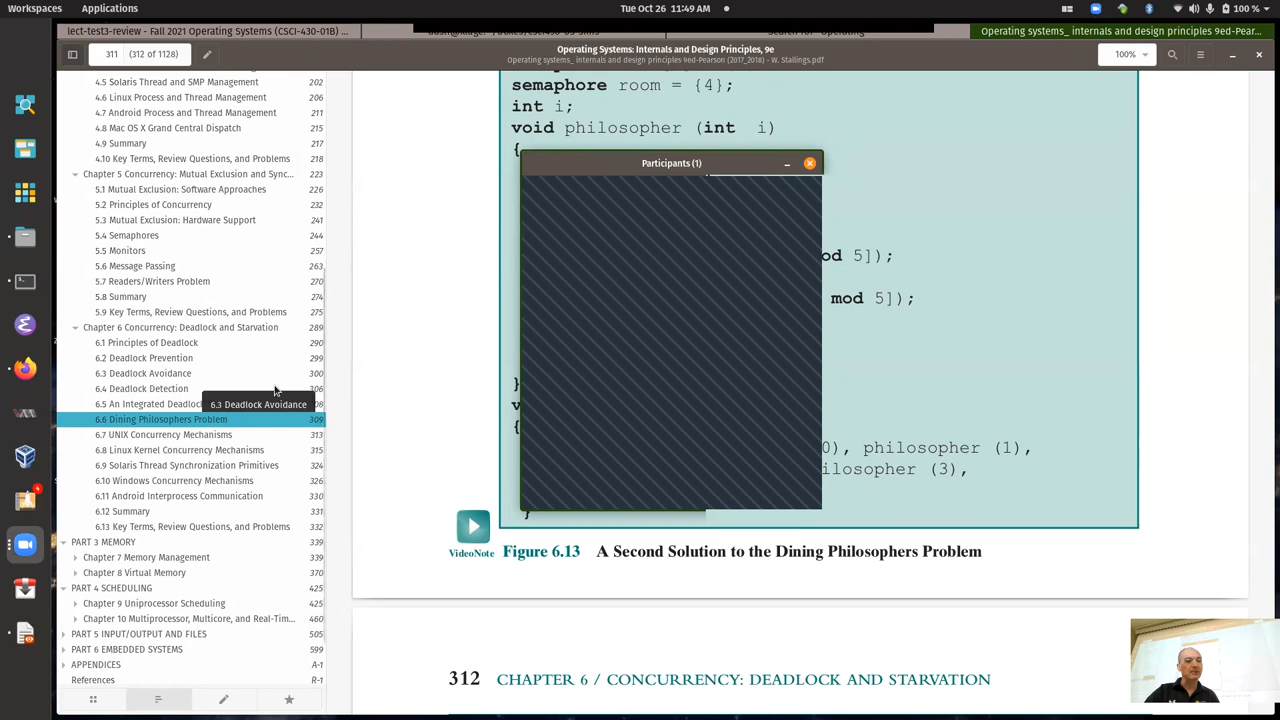 Workspaces
Applications
Tue Oct 26 11:49 AM
100 %
lect-test3-review - Fall 2021 Operating Systems (CSCI-430-01B) ...
Operating systems_ internals and design principles 9ed-Pear...
311 (312 of 1128)
Operating Systems: Internals and Design Principles, 9e
Operating systems_ internals and design principles 9ed-Pearson (2017_2018) - W. Stallings.pdf
100%
4.5 Solaris Thread and SMP Management 202
4.6 Linux Process and Thread Management 206
4.7 Android Process and Thread Management 211
4.8 Mac OS X Grand Central Dispatch 215
4.9 Summary 217
4.10 Key Terms, Review Questions, and Problems 218
Chapter 5 Concurrency: Mutual Exclusion and Sync... 223
5.1 Mutual Exclusion: Software Approaches 226
5.2 Principles of Concurrency 232
5.3 Mutual Exclusion: Hardware Support 241
5.4 Semaphores 244
5.5 Monitors 257
5.6 Message Passing 263
5.7 Readers/Writers Problem 270
5.8 Summary 274
5.9 Key Terms, Review Questions, and Problems 275
Chapter 6 Concurrency: Deadlock and Starvation 289
6.1 Principles of Deadlock 290
6.2 Deadlock Prevention 299
6.3 Deadlock Avoidance 300
6.4 Deadlock Detection 306
6.5 An Integrated Deadloc 08
6.3 Deadlock Avoidance
6.6 Dining Philosophers Problem 309
6.7 UNIX Concurrency Mechanisms 313
6.8 Linux Kernel Concurrency Mechanisms 315
6.9 Solaris Thread Synchronization Primitives 324
6.10 Windows Concurrency Mechanisms 326
6.11 Android Interprocess Communication 330
6.12 Summary 331
6.13 Key Terms, Review Questions, and Problems 332
PART 3 MEMORY 339
Chapter 7 Memory Management 339
Chapter 8 Virtual Memory 370
PART 4 SCHEDULING 425
Chapter 9 Uniprocessor Scheduling 425
Chapter 10 Multiprocessor, Multicore, and Real-Tim... 460
PART 5 INPUT/OUTPUT AND FILES 505
PART 6 EMBEDDED SYSTEMS 599
APPENDICES A-1
References R-1
semaphore room = {4};
int i;
void philosopher (int i)
{
Participants (1)
od 5]);
mod 5]);
}
v
{
0), philosopher (1),
ilosopher (3),
}
VideoNote
Figure 6.13 A Second Solution to the Dining Philosophers Problem
312 CHAPTER 6 / CONCURRENCY: DEADLOCK AND STARVATION